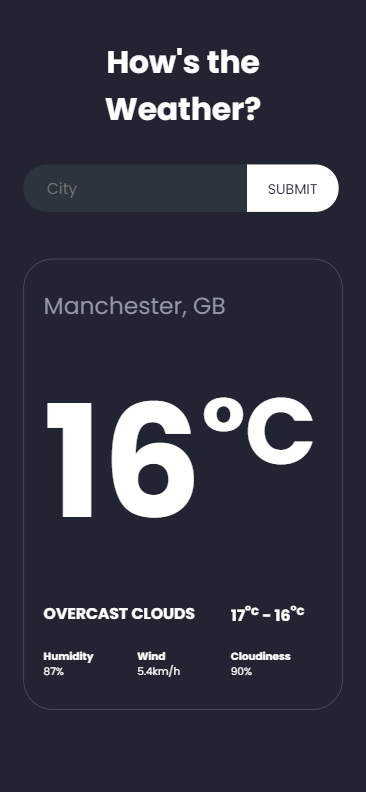 How's the
Weather?
City
SUBMIT
Manchester, GB
16°C
OVERCAST CLOUDS
17°C - 16°C
Humidity
87%
Wind
5.4km/h
Cloudiness
90%